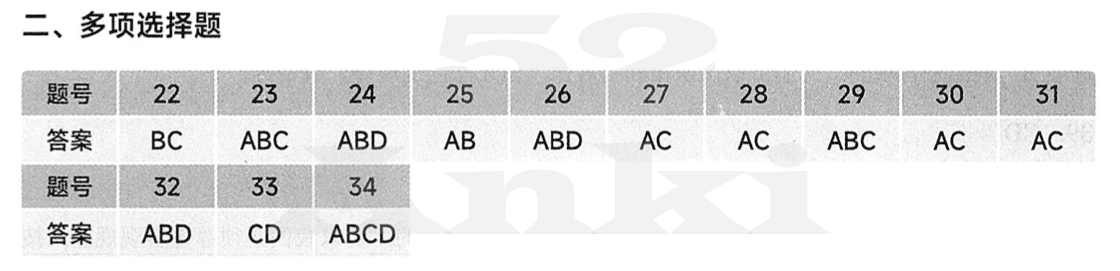 二、多项选择题
题号 22 23 24 25 26 27 28 29 30 31
答案 BC ABC ABD AB ABD AC AC ABC AC AC
题号 32 33 34
答案 ABD CD ABCD
52
Anki